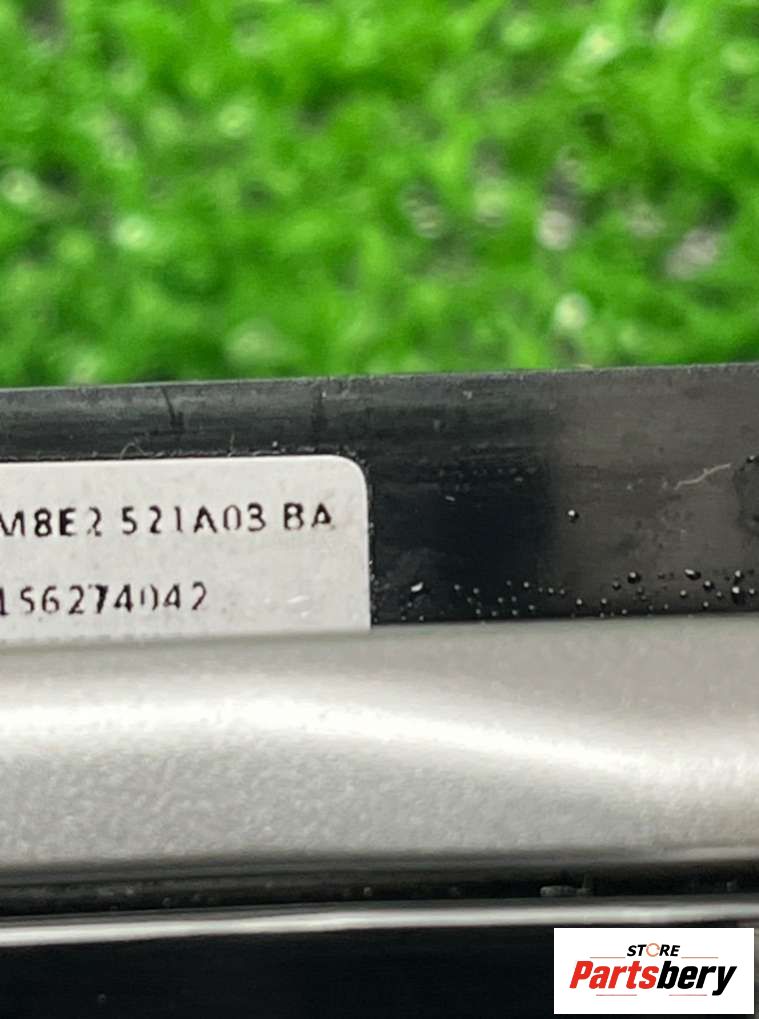 M8E2 521A03 BA
156274042
STORE
Partsbery